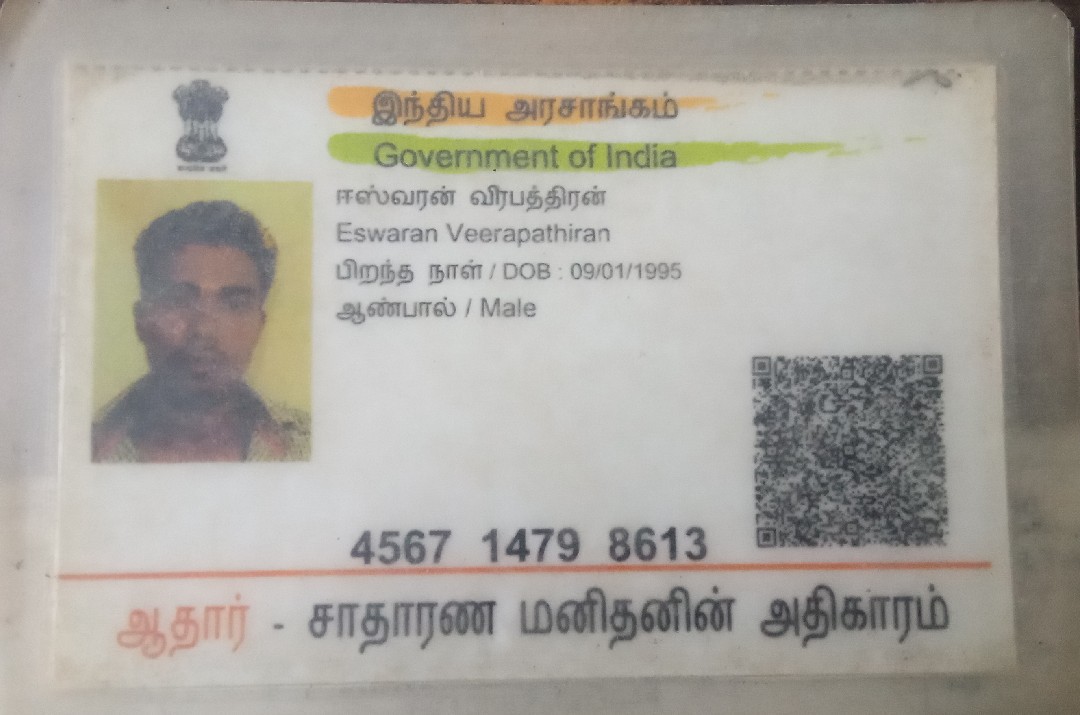 இந்திய அரசாங்கம்
Government of India
ஈஸ்வரன் வீரபத்திரன்
Eswaran Veerapathiran
பிறந்த நாள் / DOB : 09/01/1995
ஆண்பால் / Male
4567 1479 8613
ஆதார் - சாதாரண மனிதனின் அதிகாரம்